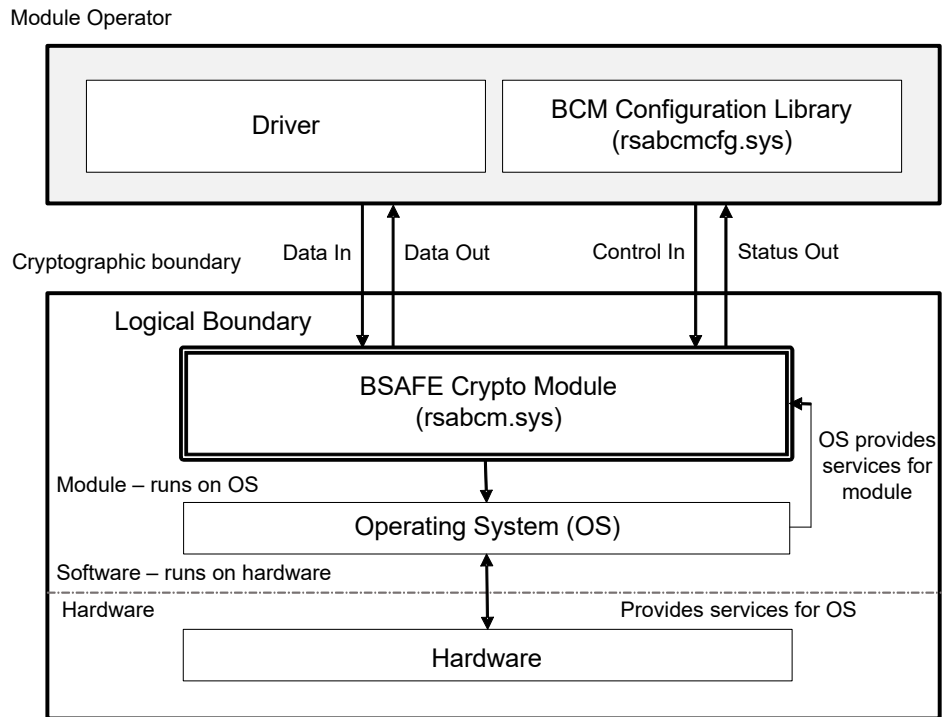 Module Operator
Driver
BCM Configuration Library
(rsabcmcfg.sys)
Data In
Data Out
Control In
Status Out
Cryptographic boundary
Logical Boundary
BSAFE Crypto Module
(rsabcm.sys)
OS provides
services for
module
Module – runs on OS
Operating System (OS)
Software – runs on hardware
Hardware
Provides services for OS
Hardware